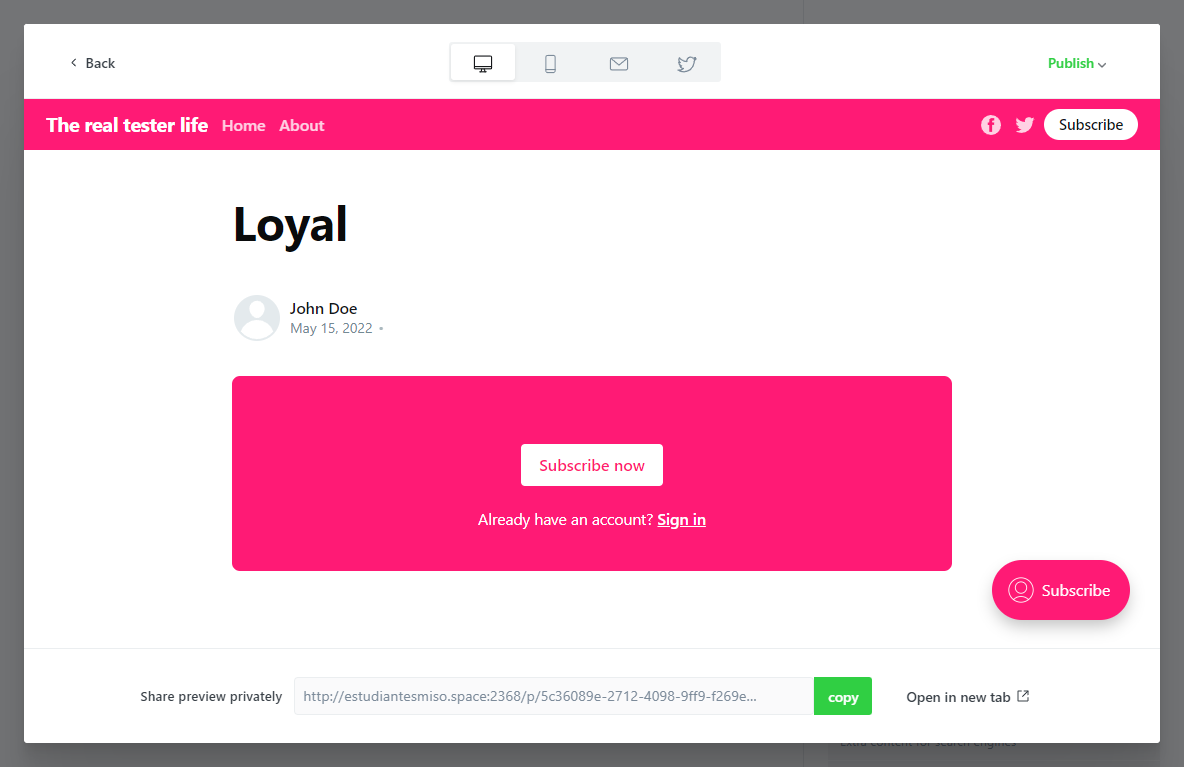 Back
Publish
The real tester life Home About
Subscribe
Loyal
John Doe
May 15, 2022 •
Subscribe now
Already have an account? Sign in
Subscribe
Share preview privately
http://estudiantesmiso.space:2368/p/5c36089e-2712-4098-9ff9-f269e...
copy
Open in new tab
Extra content for search engines